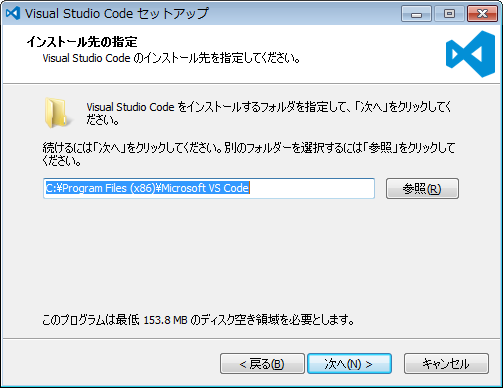 Visual Studio Code セットアップ
インストール先の指定
Visual Studio Code のインストール先を指定してください。
Visual Studio Code をインストールするフォルダを指定して、「次へ」をクリックしてく
ださい。
続けるには「次へ」をクリックしてください。別のフォルダーを選択するには「参照」をクリックして
ください。
C:¥Program Files (x86)¥Microsoft VS Code
参照(R)
このプログラムは最低 153.8 MB のディスク空き領域を必要とします。
< 戻る(B)
次へ(N) >
キャンセル